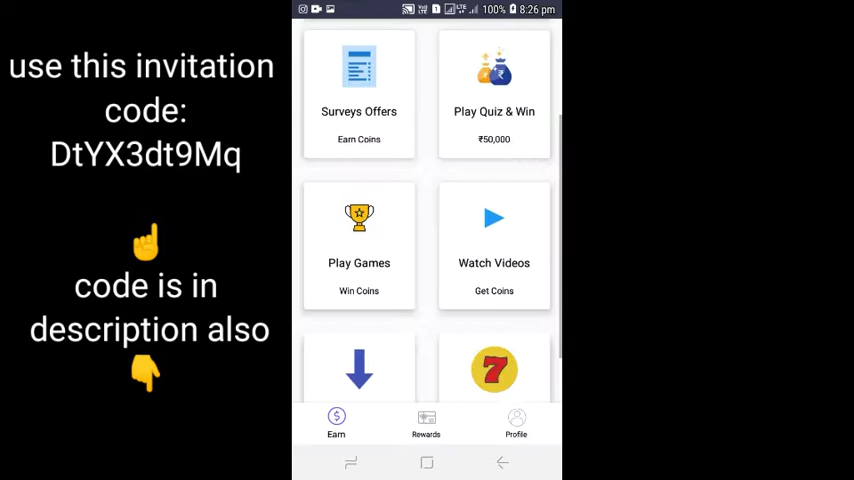 use this invitation
code:
DtYX3dt9Mq
code is in
description also
100% 8:26 pm
Surveys Offers
Earn Coins
Play Quiz & Win
₹50,000
Play Games
Win Coins
Watch Videos
Get Coins
7
Earn
Rewards
Profile